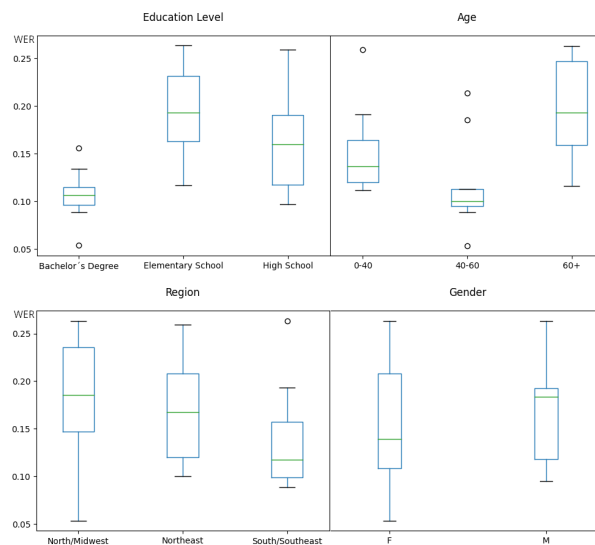 Education Level
Age
WER
0.25
0.20
0.15
0.10
0.05
Bachelor´s Degree
Elementary School
High School
0-40
40-60
60+
Region
Gender
WER
0.25
0.20
0.15
0.10
0.05
North/Midwest
Northeast
South/Southeast
F
M